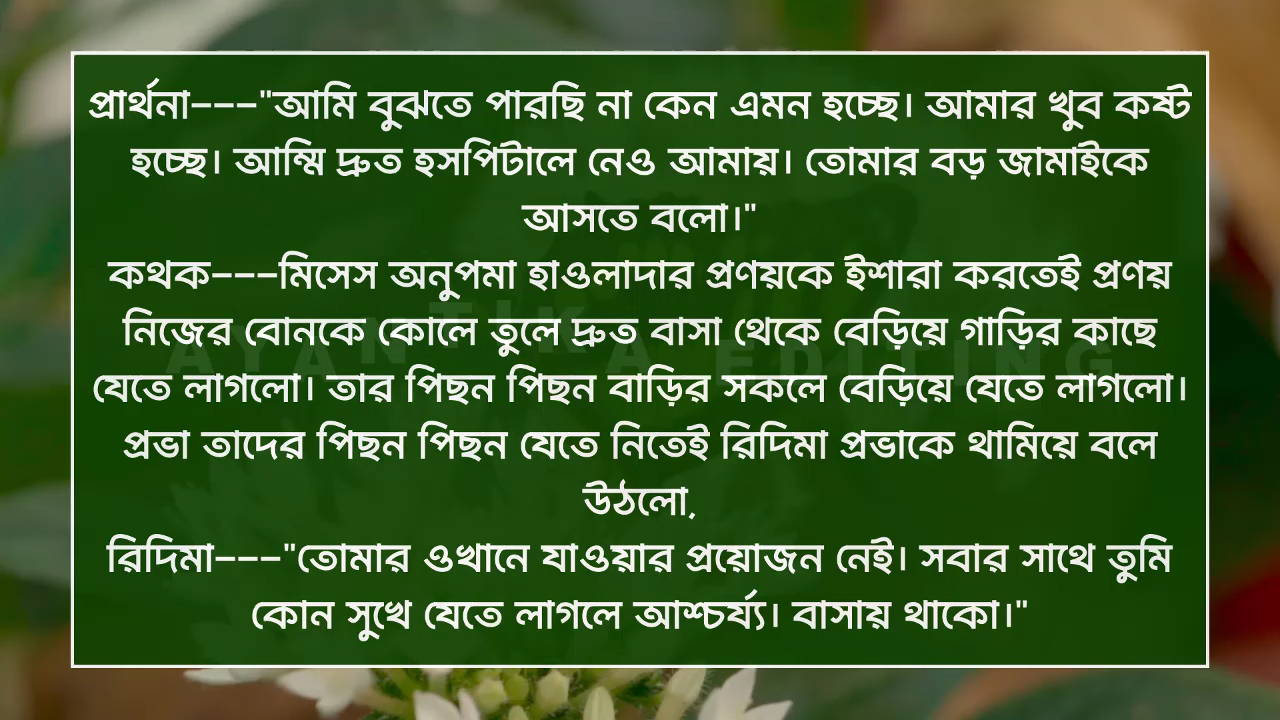 প্রার্থনা---"আমি বুঝতে পারছি না কেন এমন হচ্ছে। আমার খুব কষ্ট
হচ্ছে। আম্মি দ্রুত হসপিটালে নেও আমায়। তোমার বড় জামাইকে
আসতে বলো।"
কথক---মিসেস অনুপমা হাওলাদার প্রণয়কে ইশারা করতেই প্রণয়
নিজের বোনকে কোলে তুলে দ্রুত বাসা থেকে বেড়িয়ে গাড়ির কাছে
যেতে লাগলো। তার পিছন পিছন বাড়ির সকলে বেড়িয়ে যেতে লাগলো।
প্রভা তাদের পিছন পিছন যেতে নিতেই রিদিমা প্রভাকে থামিয়ে বলে
উঠলো,
রিদিমা---"তোমার ওখানে যাওয়ার প্রয়োজন নেই। সবার সাথে তুমি
কোন সুখে যেতে লাগলে আশ্চর্য্য। বাসায় থাকো।"
AYANTIKA EDITING